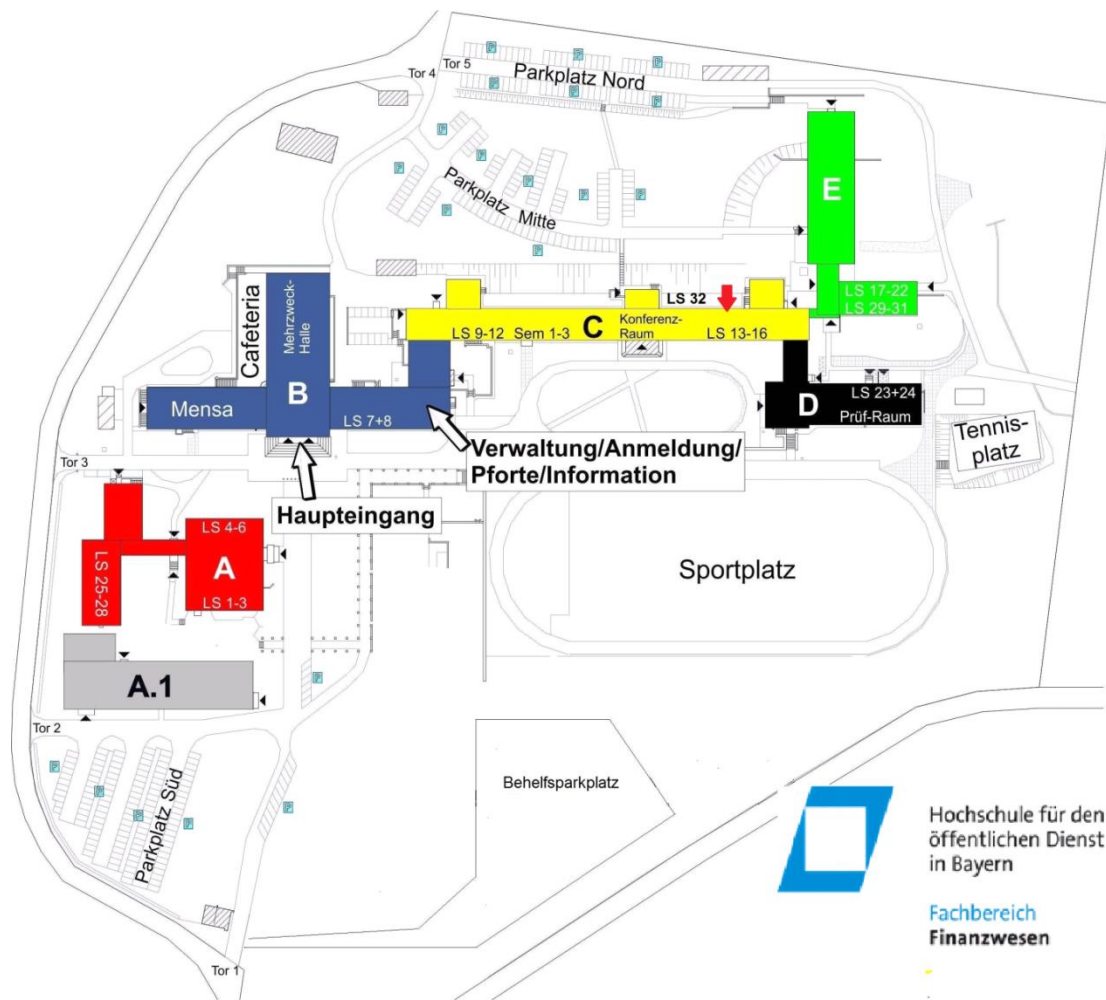 Tor 5
Tor 4
Parkplatz Nord
Parkplatz Mitte
E
LS 17-22
LS 29-31
LS 32
LS 9-12
Sem 1-3
C
Konferenz-
Raum
LS 13-16
Cafeteria
Mehrzweck-
Halle
B
Mensa
LS 7+8
LS 23+24
D
Prüf-Raum
Tennis-
platz
Verwaltung/Anmeldung/
Pforte/Information
Haupteingang
Tor 3
LS 4-6
A
LS 1-3
LS 25-28
Sportplatz
A.1
Tor 2
Parkplatz Süd
Behelfsparkplatz
Tor 1
Hochschule für den
öffentlichen Dienst
in Bayern
Fachbereich
Finanzwesen